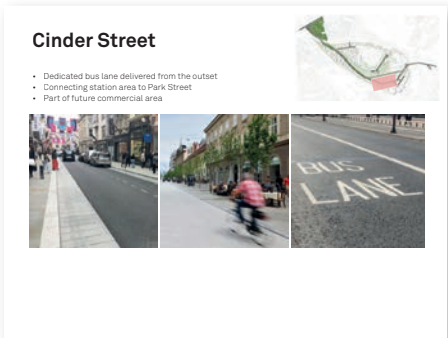 Cinder Street
• Dedicated bus lane delivered from the outset
• Connecting station area to Park Street
• Part of future commercial area
BUS
LANE